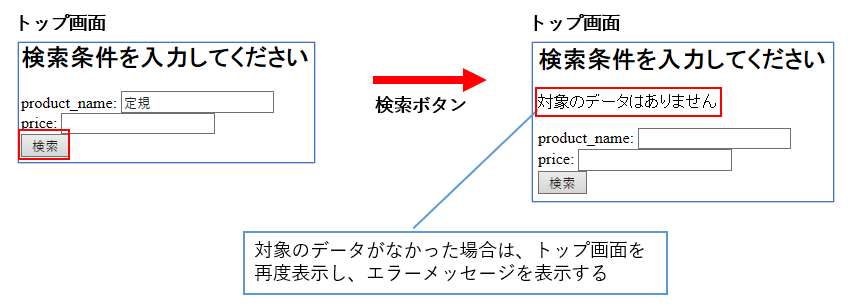 トップ画面
検索条件を入力してください
product_name: 定規
price:
検索
検索ボタン
トップ画面
検索条件を入力してください
対象のデータはありません
product_name:
price:
検索
対象のデータがなかった場合は、トップ画面を
再度表示し、エラーメッセージを表示する